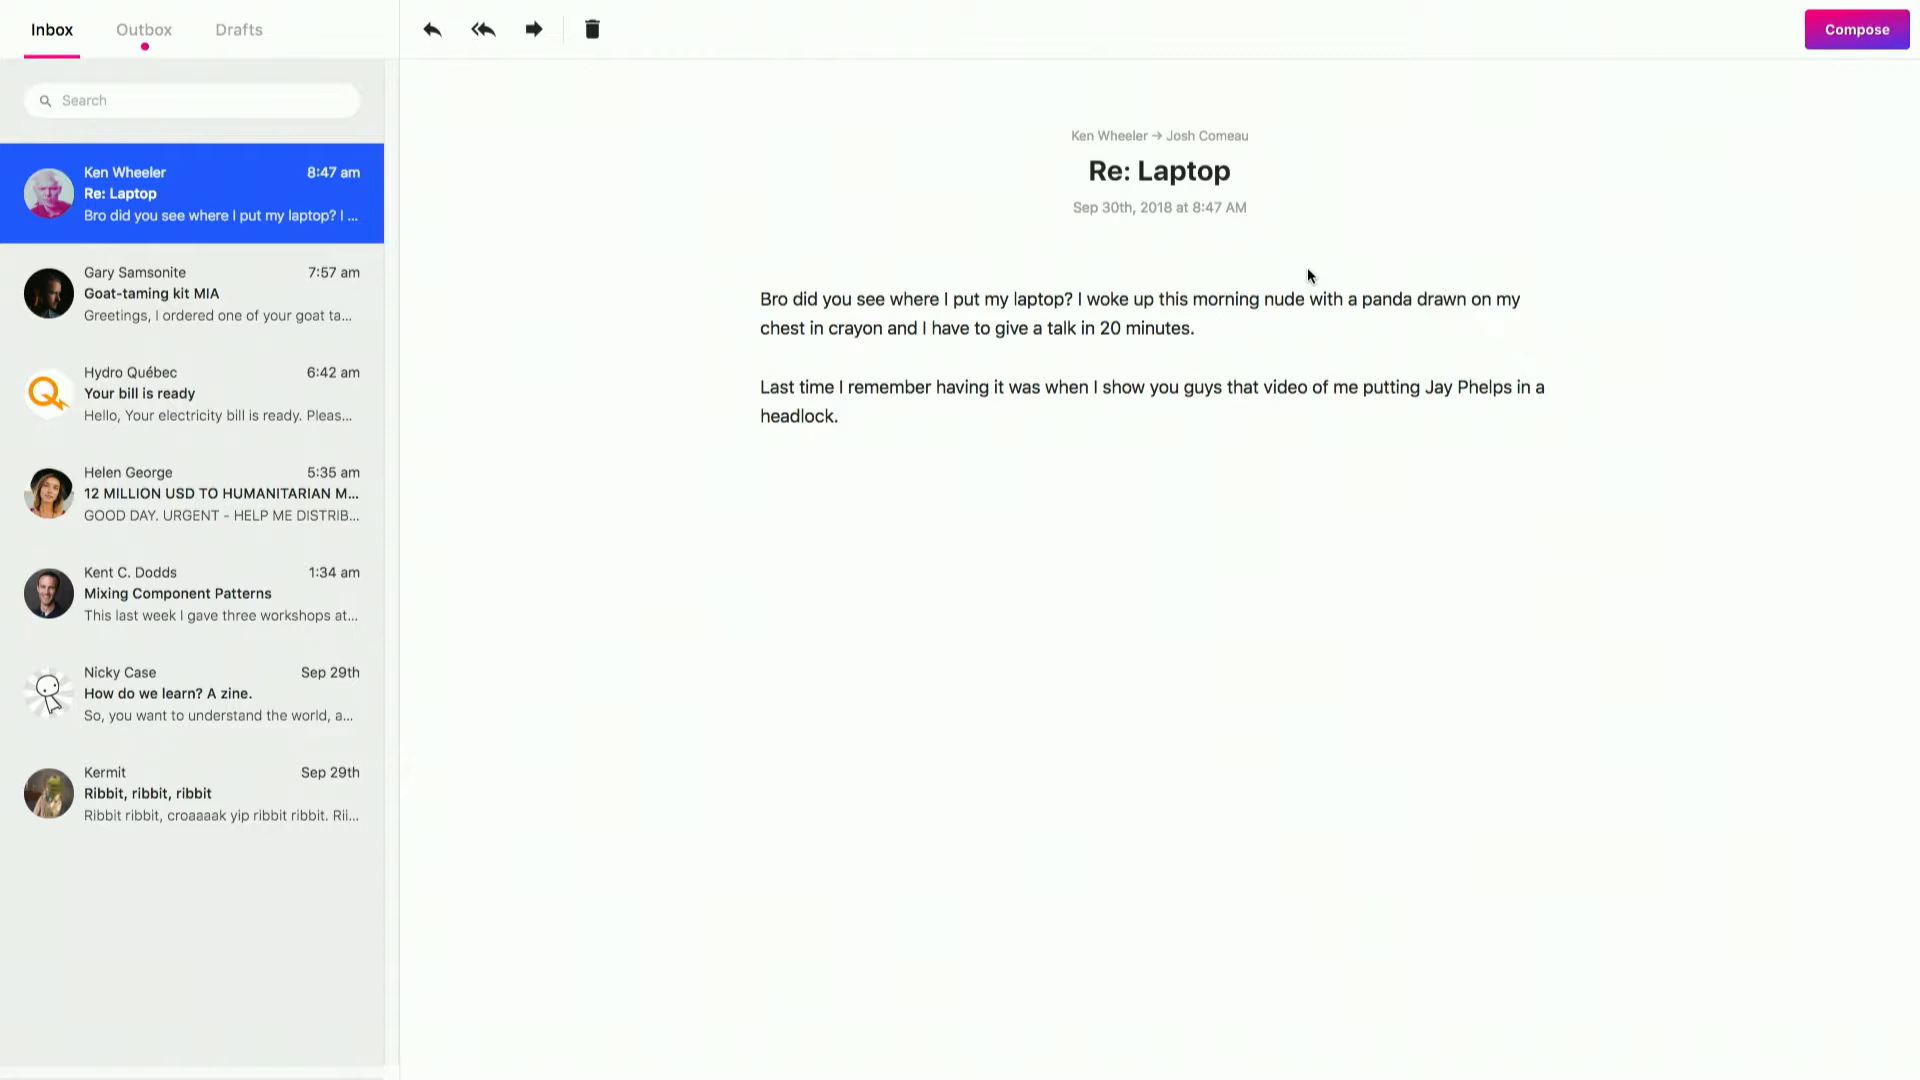 Inbox
Outbox
Drafts
Compose
Search
Ken Wheeler 8:47 am
Re: Laptop
Bro did you see where I put my laptop? I ...
Gary Samsonite 7:57 am
Goat-taming kit MIA
Greetings, I ordered one of your goat ta...
Hydro Québec 6:42 am
Your bill is ready
Hello, Your electricity bill is ready. Pleas...
Helen George 5:35 am
12 MILLION USD TO HUMANITARIAN M...
GOOD DAY. URGENT - HELP ME DISTRIB...
Kent C. Dodds 1:34 am
Mixing Component Patterns
This last week I gave three workshops at...
Nicky Case Sep 29th
How do we learn? A zine.
So, you want to understand the world, a...
Kermit Sep 29th
Ribbit, ribbit, ribbit
Ribbit ribbit, croaaaak yip ribbit ribbit. Rii...
Ken Wheeler → Josh Comeau
Re: Laptop
Sep 30th, 2018 at 8:47 AM
Bro did you see where I put my laptop? I woke up this morning nude with a panda drawn on my
chest in crayon and I have to give a talk in 20 minutes.
Last time I remember having it was when I show you guys that video of me putting Jay Phelps in a
headlock.